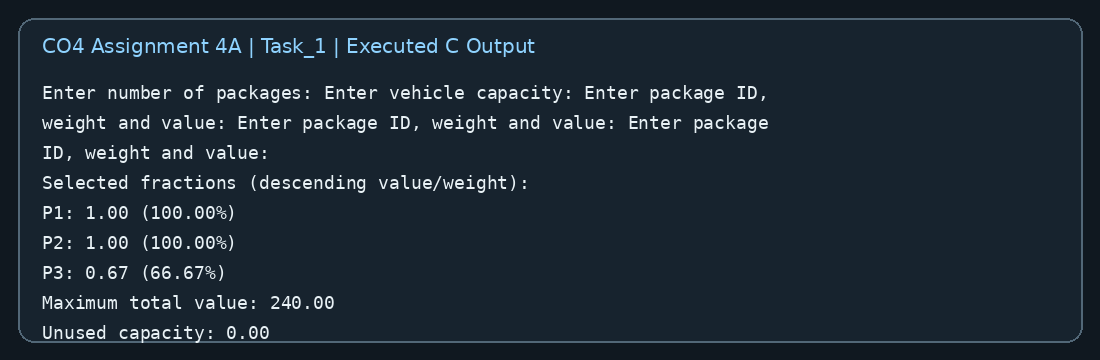 CO4 Assignment 4A | Task_1 | Executed C Output
Enter number of packages: Enter vehicle capacity: Enter package ID,
weight and value: Enter package ID, weight and value: Enter package
ID, weight and value:
Selected fractions (descending value/weight):
P1: 1.00 (100.00%)
P2: 1.00 (100.00%)
P3: 0.67 (66.67%)
Maximum total value: 240.00
Unused capacity: 0.00